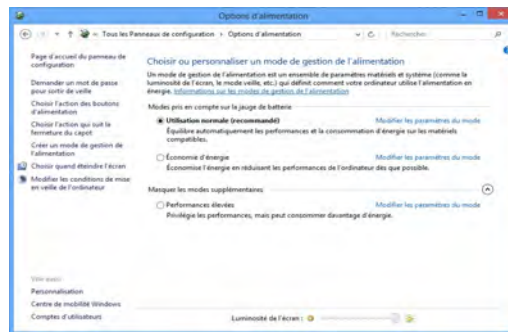 Options d'alimentation
Tous les Panneaux de configuration
Options d'alimentation
Rechercher
Page d'accueil du panneau de
configuration
Demander un mot de passe
pour sortir de veille
Choisir l'action des boutons
d'alimentation
Choisir l'action qui suit la
fermeture du capot
Créer un mode de gestion de
l'alimentation
Choisir quand éteindre l'écran
Modifier les conditions de mise
en veille de l'ordinateur
Voir aussi
Personnalisation
Centre de mobilité Windows
Comptes d'utilisateurs
Choisir ou personnaliser un mode de gestion de l'alimentation
Un mode de gestion de l'alimentation est un ensemble de paramètres matériels et système (comme la
luminosité de l'écran, le mode veille, etc.) qui définit comment votre ordinateur utilise l'alimentation en
énergie. Informations sur les modes de gestion de l'alimentation
Modes pris en compte sur la jauge de batterie
Utilisation normale (recommandé) Modifier les paramètres du mode
Équilibre automatiquement les performances et la consommation d'énergie sur les matériels
compatibles.
Économie d'énergie Modifier les paramètres du mode
Économise l'énergie en réduisant les performances de l'ordinateur dès que possible.
Masquer les modes supplémentaires
Performances élevées Modifier les paramètres du mode
Privilégie les performances, mais peut consommer davantage d'énergie.
Luminosité de l'écran :